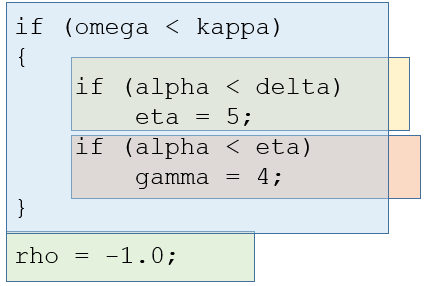 if (omega < kappa)
{
    if (alpha < delta)
        eta = 5;
    if (alpha < eta)
        gamma = 4;
}
rho = -1.0;